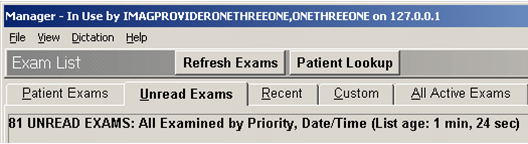 Manager - In Use by IMAGPROVIDERONETHREEONE,ONETHREEONE on 127.0.0.1
File View Dictation Help
Exam List Refresh Exams Patient Lookup
Patient Exams Unread Exams Recent Custom All Active Exams
81 UNREAD EXAMS: All Examined by Priority, Date/Time (List age: 1 min, 24 sec)